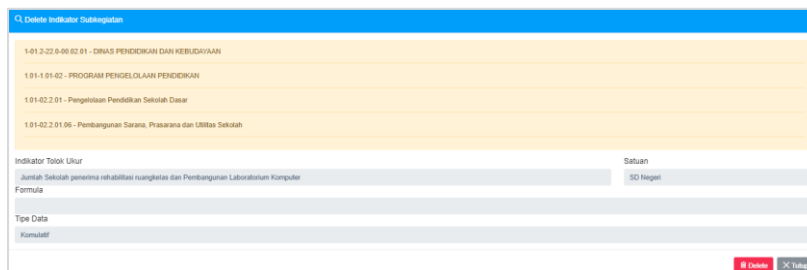 Delete Indikator Subkegiatan
1-01.2-22.0-00.02.01 - DINAS PENDIDIKAN DAN KEBUDAYAAN
1.01-1.01-02 - PROGRAM PENGELOLAAN PENDIDIKAN
1.01-02.2.01 - Pengelolaan Pendidikan Sekolah Dasar
1.01-02.2.01.06 - Pembangunan Sarana, Prasarana dan Utilitas Sekolah
Indikator Tolok Ukur
Satuan
Jumlah Sekolah penerima rehabilitasi ruangkelas dan Pembangunan Laboratorium Komputer
SD Negeri
Formula
Tipe Data
Komulatif
Delete
Tutup